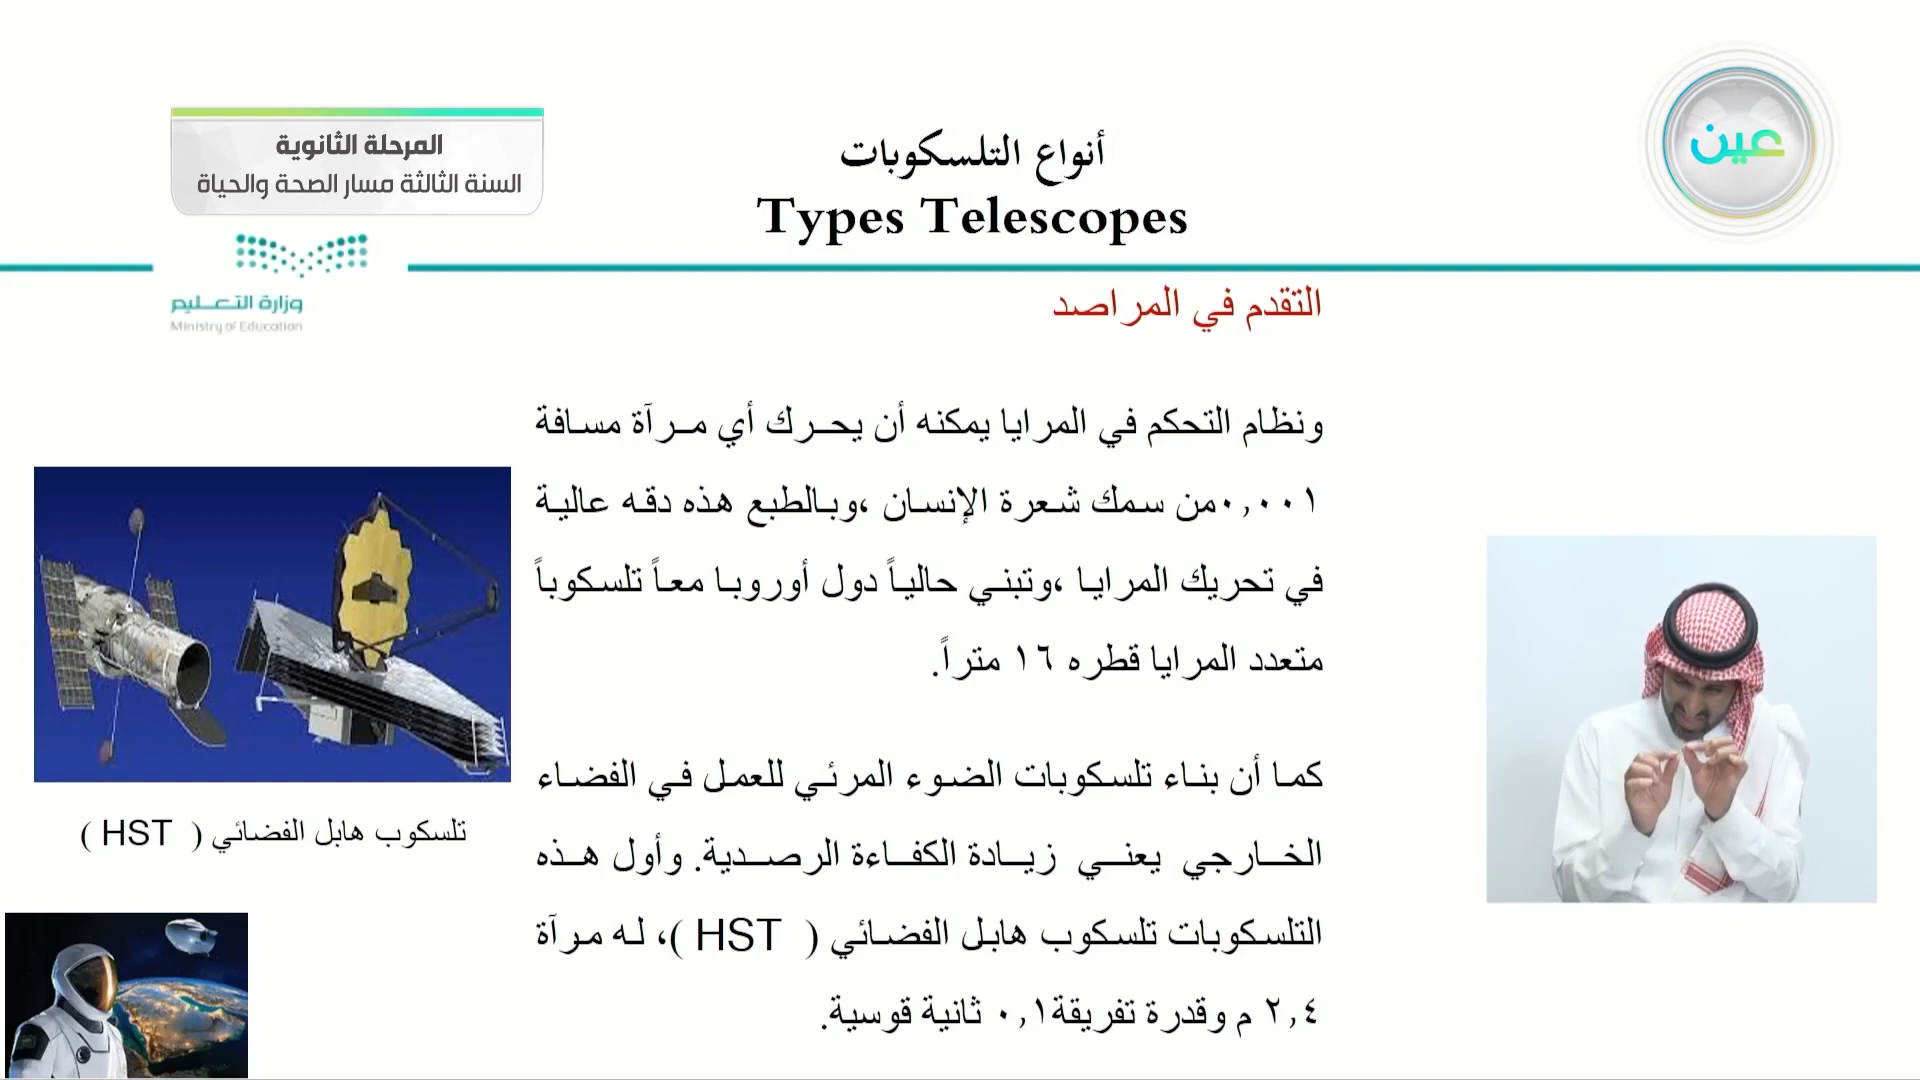 المرحلة الثانوية
السنة الثالثة مسار الصحة والحياة
أنواع التلسكوبات
Types Telescopes
عين
وزارة التعليم
Ministry of Education
التقدم في المراصد
ونظام التحكم في المرايا يمكنه أن يحرك أي مرآة مسافة
٠,٠٠١من سمك شعرة الإنسان ،وبالطبع هذه دقه عالية
في تحريك المرايا ،وتبني حالياً دول أوروبا معاً تلسكوباً
متعدد المرايا قطره ١٦ متراً.
كما أن بناء تلسكوبات الضوء المرئي للعمل في الفضاء
الخارجي يعني زيادة الكفاءة الرصدية. وأول هذه
التلسكوبات تلسكوب هابل الفضائي ( HST )، له مرآة
٢,٤ م وقدرة تفريقة٠,١ ثانية قوسية.
تلسكوب هابل الفضائي ( HST )